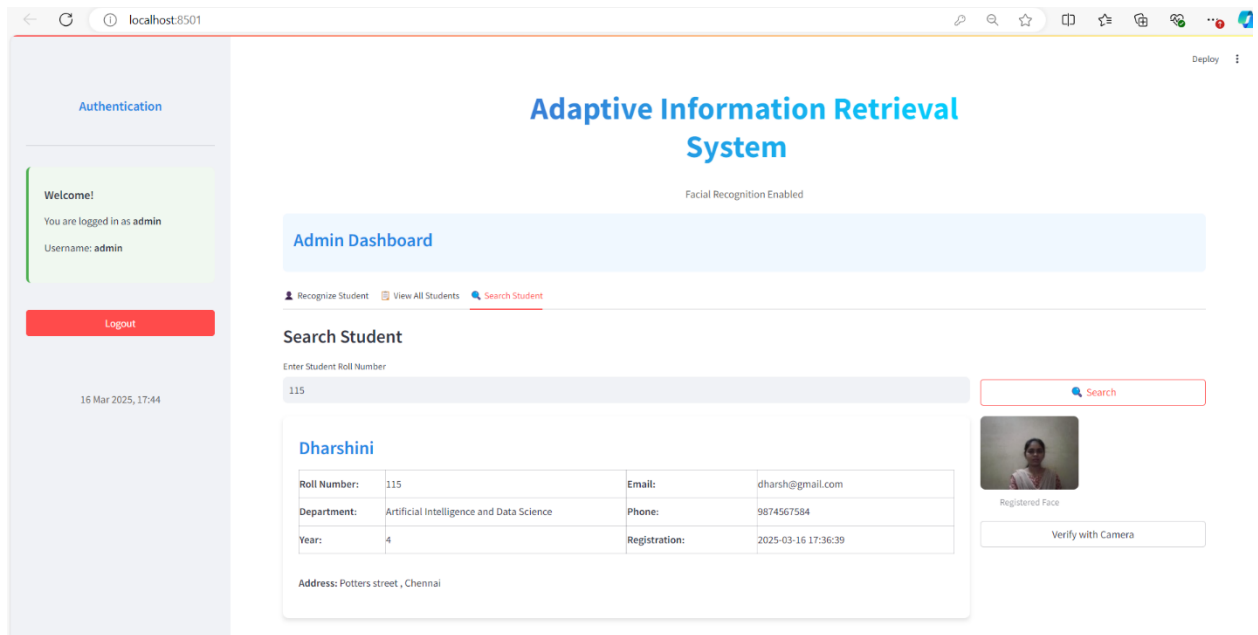 localhost:8501
Deploy
Authentication
Adaptive Information Retrieval
System
Facial Recognition Enabled
Welcome!
You are logged in as admin
Username: admin
Logout
16 Mar 2025, 17:44
Admin Dashboard
Recognize Student View All Students Search Student
Search Student
Enter Student Roll Number
115
Search
Dharshini
Roll Number: 115 Email: dharsh@gmail.com
Department: Artificial Intelligence and Data Science Phone: 9874567584
Year: 4 Registration: 2025-03-16 17:36:39
Address: Potters street , Chennai
Registered Face
Verify with Camera